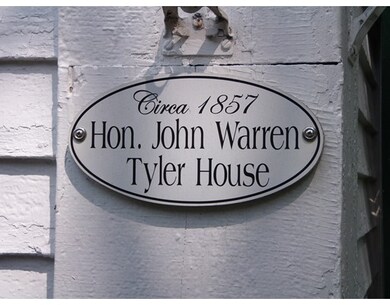 Circa 1857
Hon. John Warren
Tyler House